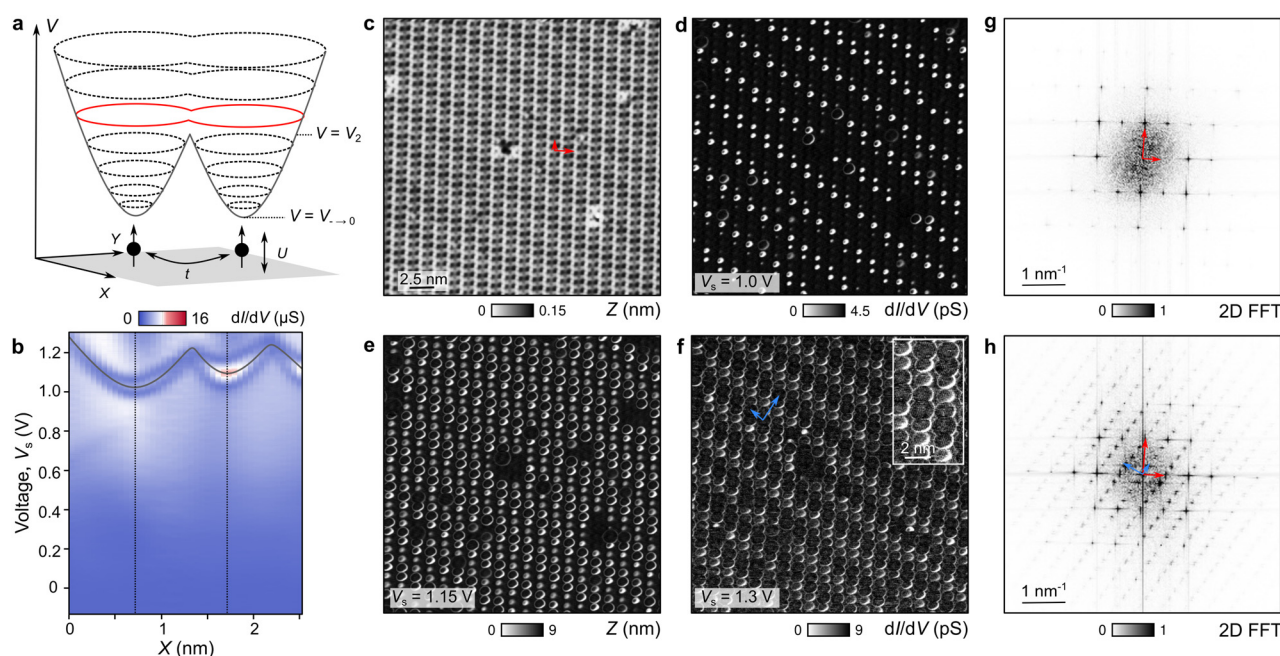 a
V
V = V₂
V = V₋→₀
Y
t
U
X
b
0 16 dI/dV (µS)
Voltage, Vₛ (V)
1.2
1.0
0.8
0.6
0.4
0.2
0
0 1 2
X (nm)
c
2.5 nm
0 0.15 Z (nm)
d
Vₛ = 1.0 V
0 4.5 dI/dV (pS)
e
Vₛ = 1.15 V
0 9 Z (nm)
f
2 nm
Vₛ = 1.3 V
0 9 dI/dV (pS)
g
1 nm⁻¹
0 1 2D FFT
h
1 nm⁻¹
0 1 2D FFT